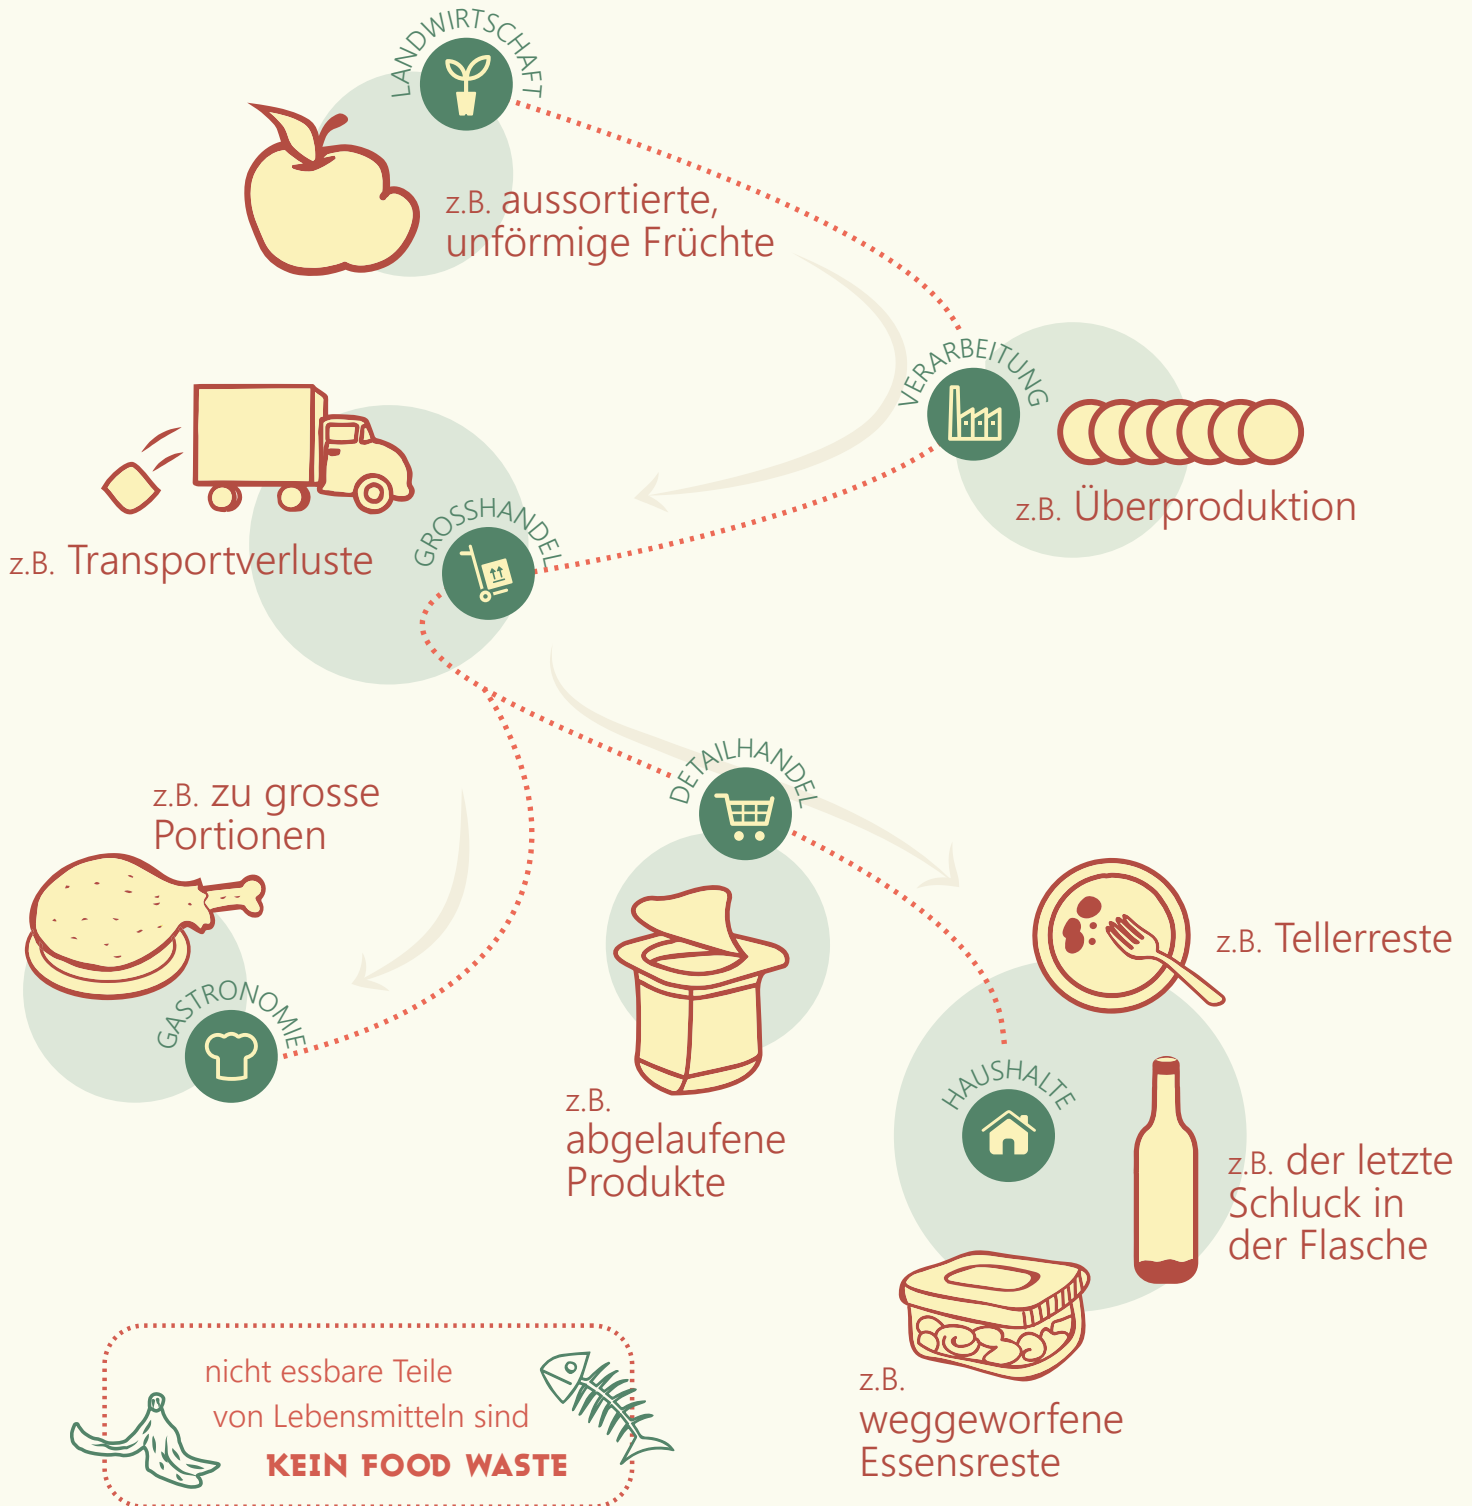 LANDWIRTSCHAFT
z.B. aussortierte,
unförmige Früchte
VERARBEITUNG
z.B. Überproduktion
GROSSHANDEL
z.B. Transportverluste
DETAILHANDEL
z.B. zu grosse
Portionen
GASTRONOMIE
z.B.
abgelaufene
Produkte
z.B. Tellerreste
HAUSHALTE
z.B. der letzte
Schluck in
der Flasche
z.B.
weggeworfene
Essensreste
nicht essbare Teile
von Lebensmitteln sind
KEIN FOOD WASTE